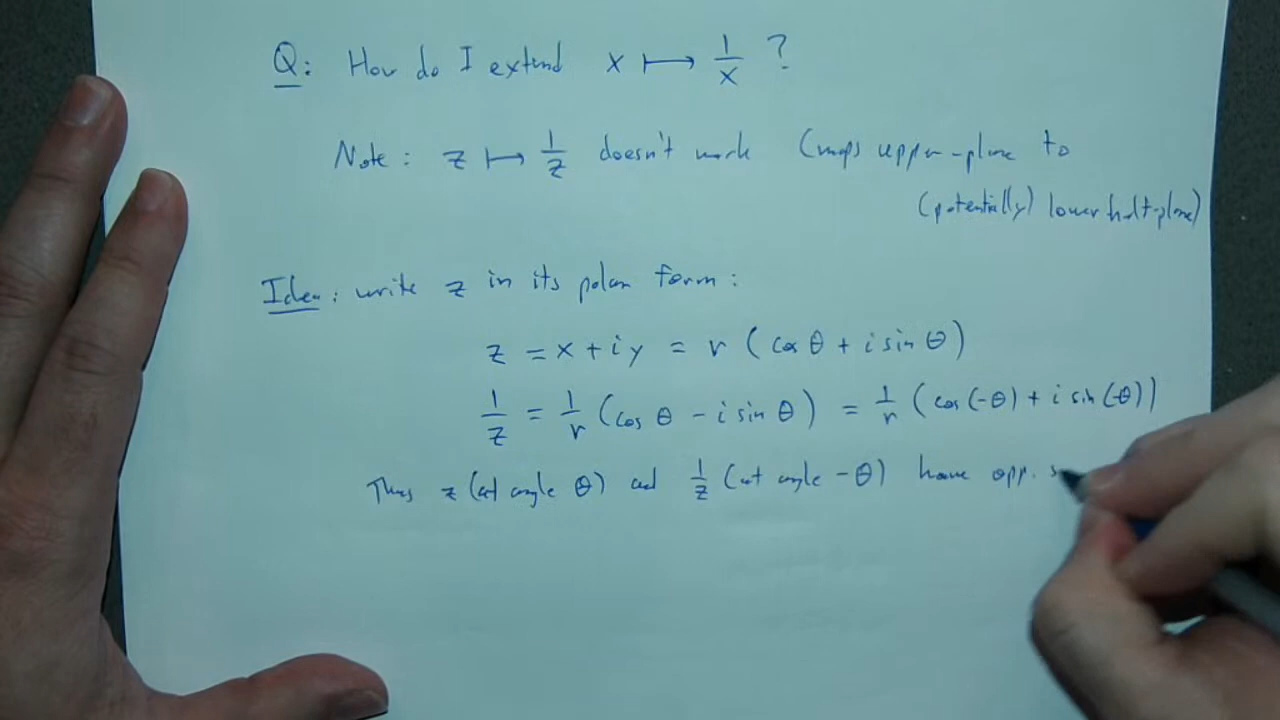 Q: How do I extend x ↦ 1/x ?
Note: z ↦ 1/z doesn't work (maps upper-plane to
(potentially) lower half-plane)
Idea: write z in its polar form:
z = x + iy = r (cos θ + i sin θ)
1/z = 1/r (cos θ - i sin θ) = 1/r (cos(-θ) + i sin(-θ))
Thus z (at angle θ) and 1/z (at angle -θ) have opp. s